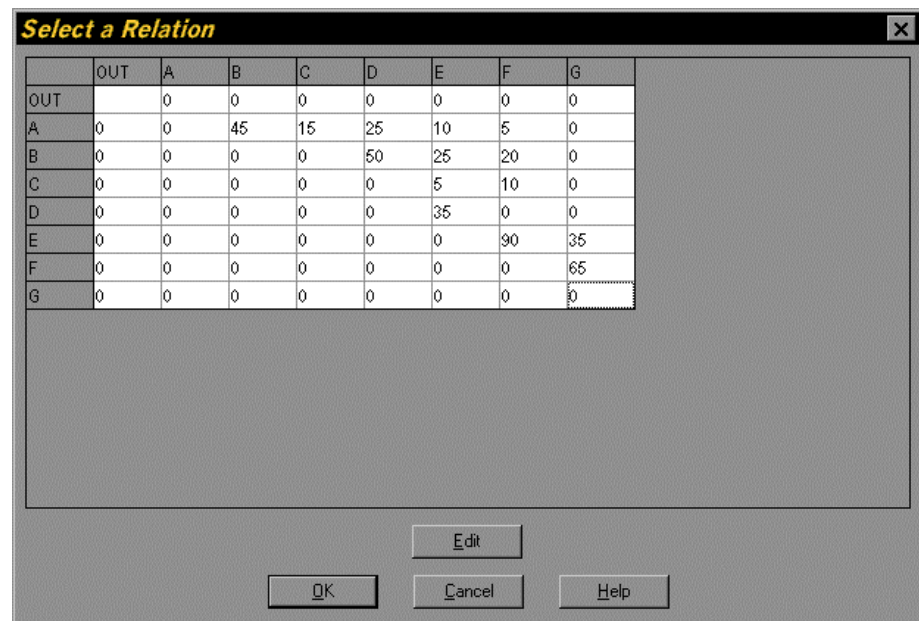 Select a Relation
OUT A B C D E F G
OUT 0 0 0 0 0 0 0
A 0 0 45 15 25 10 5 0
B 0 0 0 0 50 25 20 0
C 0 0 0 0 0 5 10 0
D 0 0 0 0 0 35 0 0
E 0 0 0 0 0 0 90 35
F 0 0 0 0 0 0 0 65
G 0 0 0 0 0 0 0 0
Edit
OK Cancel Help